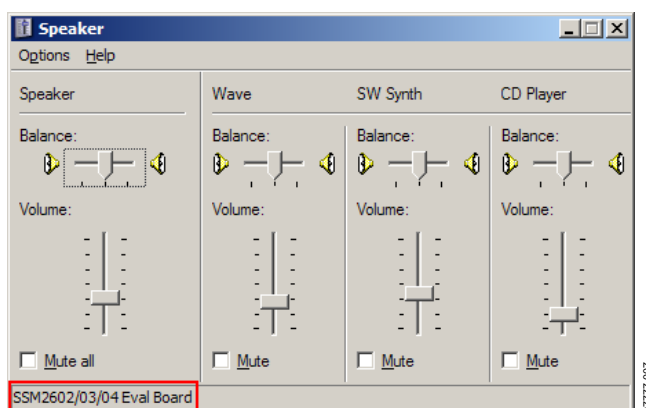 Speaker
Options Help
Speaker Wave SW Synth CD Player
Balance: Balance: Balance: Balance:
Volume: Volume: Volume: Volume:
Mute all Mute Mute Mute
SSM2602/03/04 Eval Board